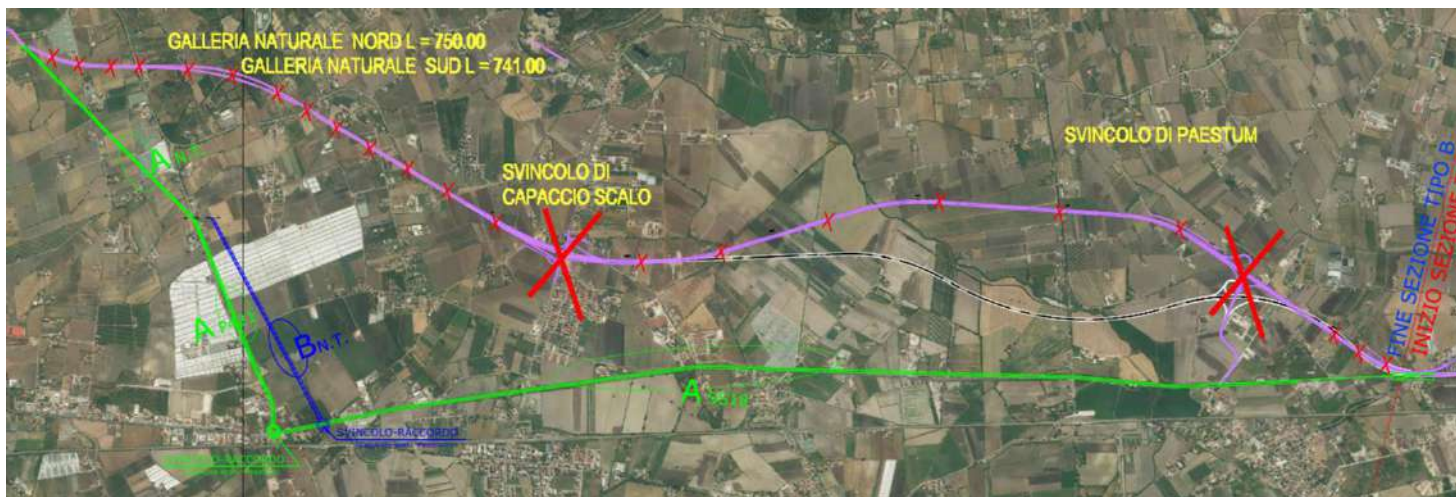 GALLERIA NATURALE NORD L = 750.00
GALLERIA NATURALE SUD L = 741.00
SVINCOLO DI PAESTUM
SVINCOLO DI
CAPACCIO SCALO
A N.T.
A
B N.T.
A SS18
SVINCOLO-RACCORDO
FINE SEZIONE TIPO B
INIZIO SEZIONE